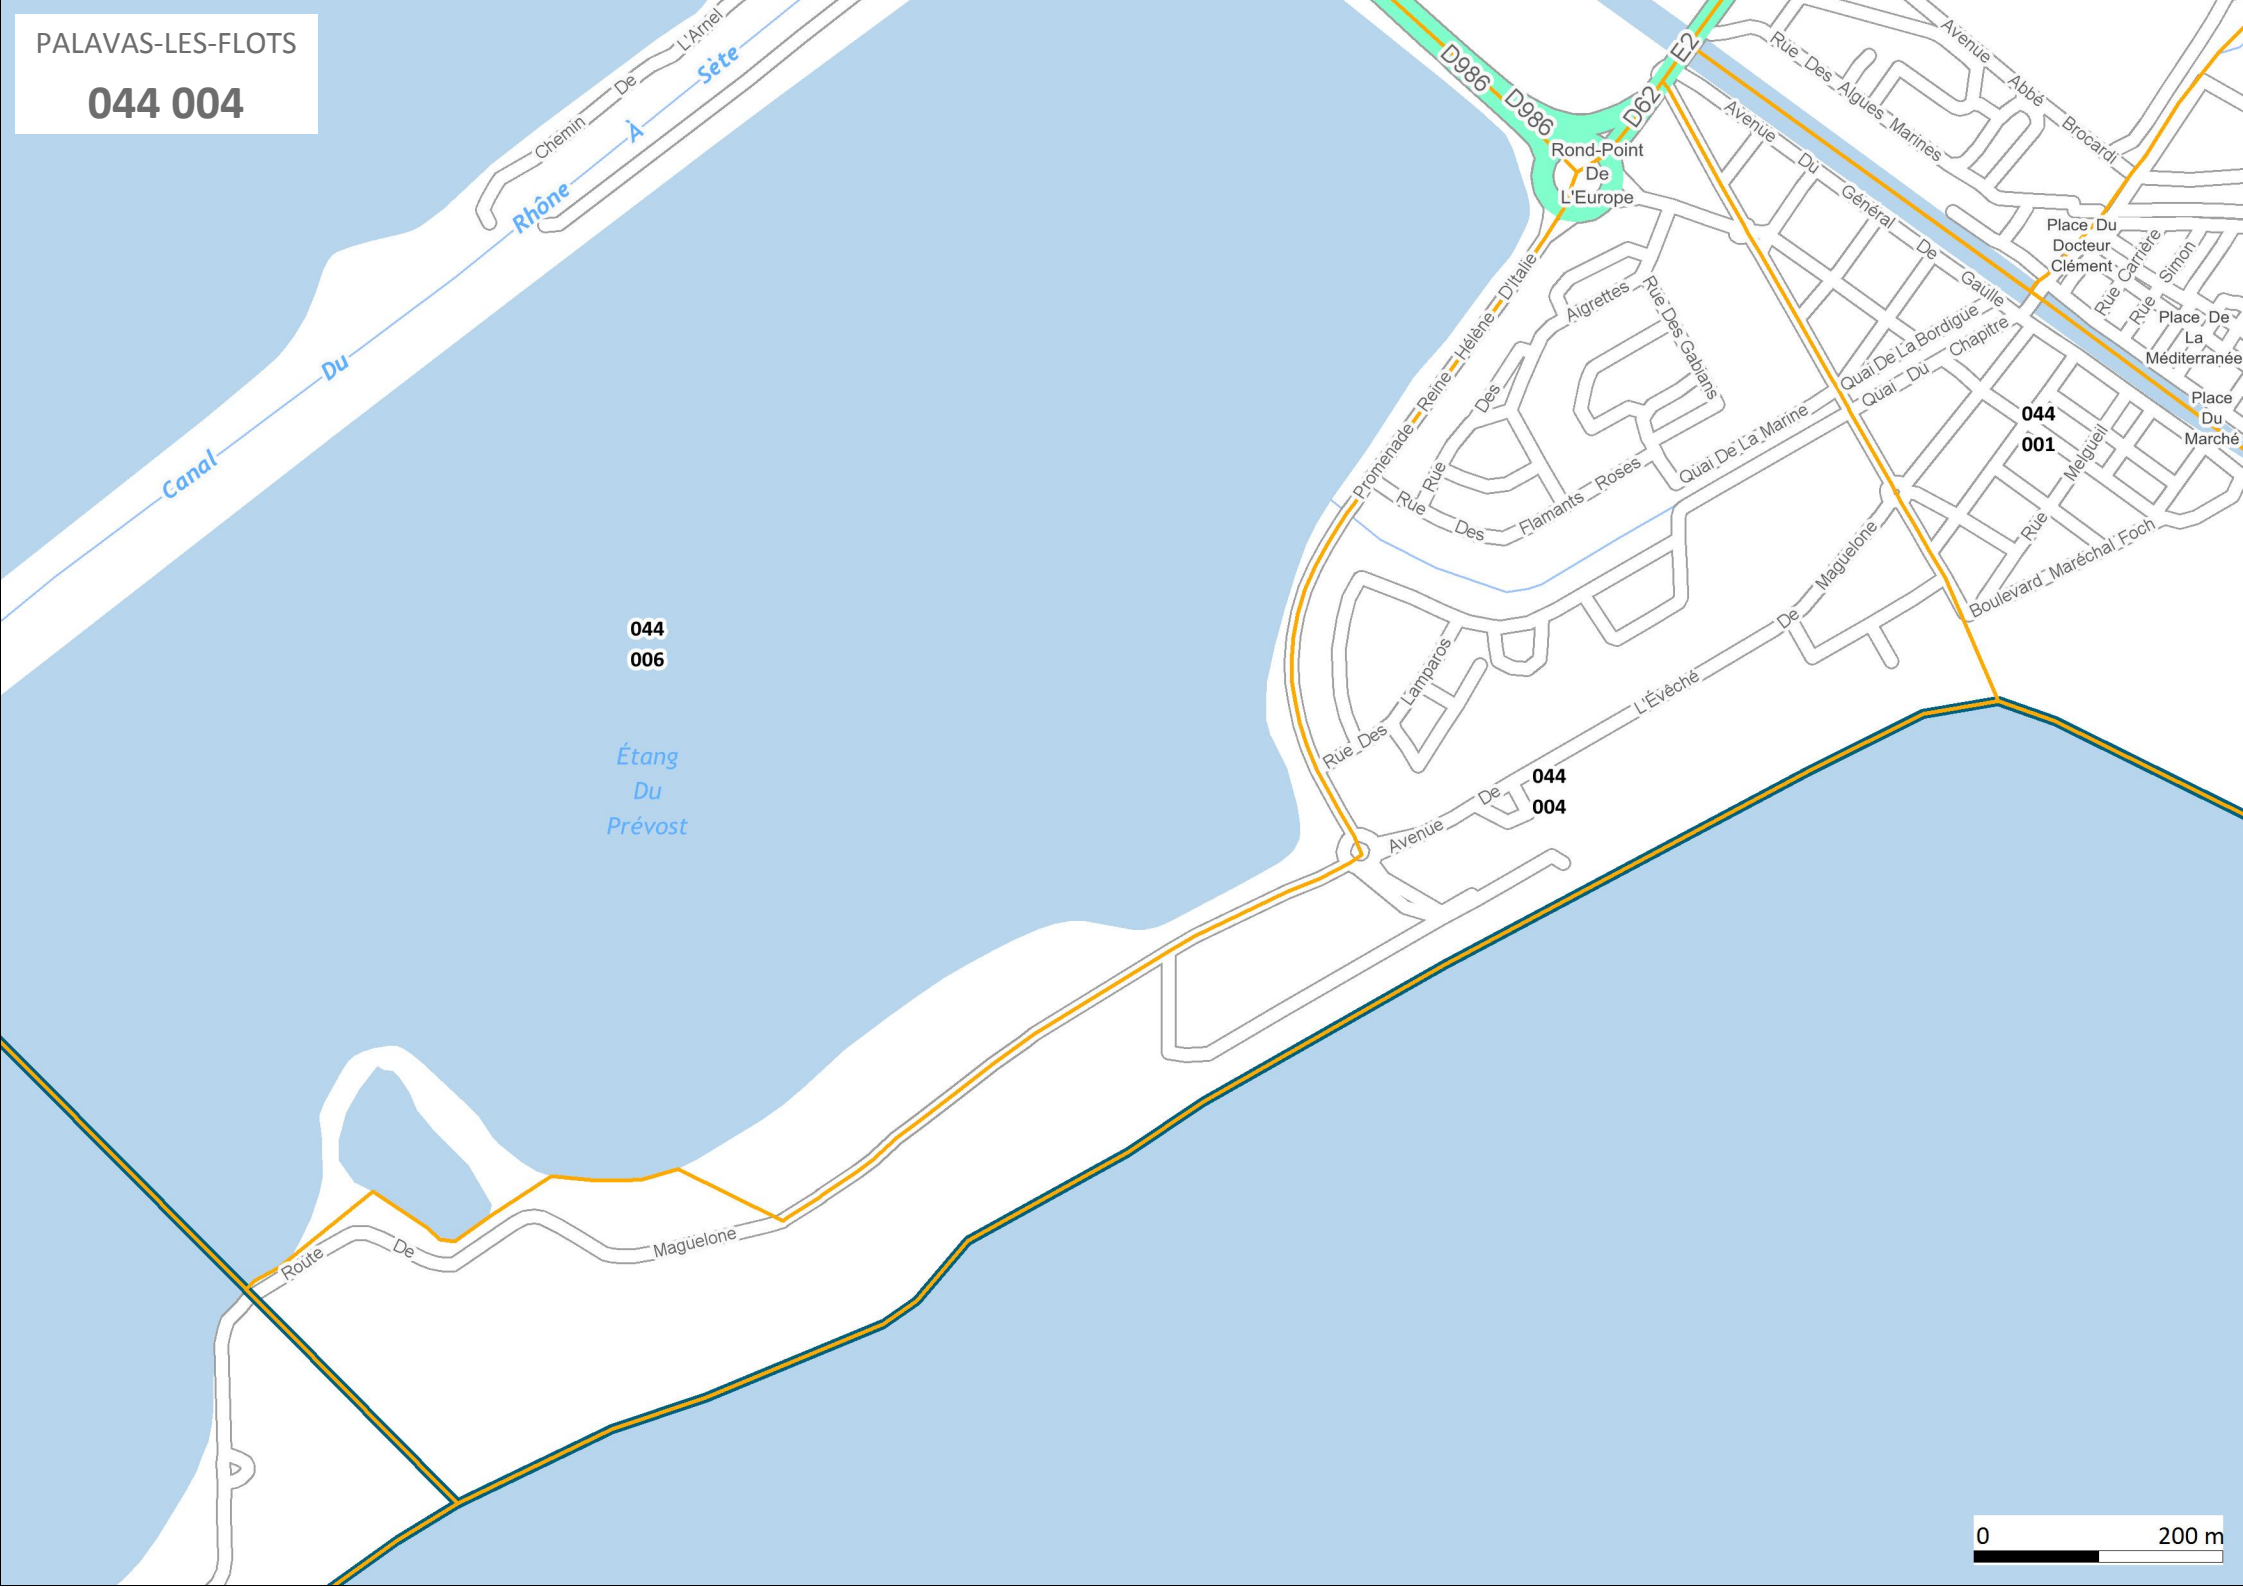 PALAVAS-LES-FLOTS
044 004
Chemin De L'Arnel
Canal Du Rhône À Sète
D986
D986
D62
E2
Rond-Point
De
L'Europe
Avenue Abbé Brocardi
Rue Des Algues Marines
Avenue Du Général De Gaulle
Place Du
Docteur
Clément
Rue Carrière
Rue Simon
Place De
La
Méditerranée
Place
Du
Marché
Quai De La Bordigue
Quai Du Chapitre
044
001
Rue Melgueil
Boulevard Maréchal Foch
Promenade Reine Hélène D'Italie
Rue Des Aigrettes
Rue Des Gabians
Quai De La Marine
Rue Des Flamants Roses
Rue Des Lamparos
Avenue De L'Évêché De Maguelone
044
004
044
006
Étang
Du
Prévost
Route De Maguelone
0 200 m